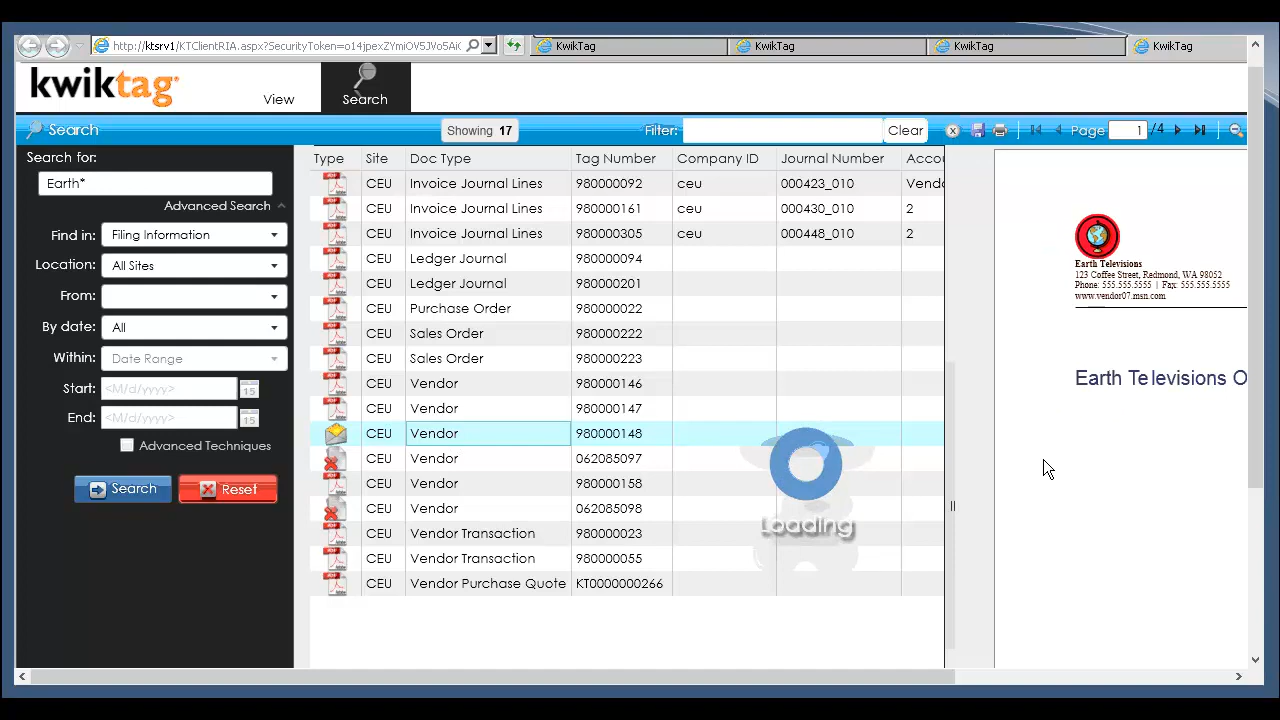 http://ktsrv1/KTClientRIA.aspx?SecurityToken=o14jpexZYmiOV5JVo5Ai
KwikTag
KwikTag
KwikTag
KwikTag
kwiktag
View
Search
Search
Showing 17
Filter:
Clear
Page 1 /4
Search for:
Earth*
Advanced Search
Find in: Filing Information
Location: All Sites
From:
By date: All
Within: Date Range
Start: <M/d/yyyy> 15
End: <M/d/yyyy> 15
Advanced Techniques
Search Reset
Type Site Doc Type Tag Number Company ID Journal Number Accou
CEU Invoice Journal Lines 980000092 ceu 000423_010 Vendo
CEU Invoice Journal Lines 980000161 ceu 000430_010 2
CEU Invoice Journal Lines 980000305 ceu 000448_010 2
CEU Ledger Journal 980000094
CEU Ledger Journal 980000201
CEU Purchase Order 980000022
CEU Sales Order 980000222
CEU Sales Order 980000223
CEU Vendor 980000146
CEU Vendor 980000147
CEU Vendor 980000148
CEU Vendor 062085097
CEU Vendor 980000158
CEU Vendor 062085098
CEU Vendor Transaction 980000023
CEU Vendor Transaction 980000055
CEU Vendor Purchase Quote KT0000000266
Loading
Earth Televisions
123 Coffee Street, Redmond, WA 98052
Phone: 555.555.5555 | Fax: 555.555.5555
www.vendor07.msn.com
Earth Televisions O